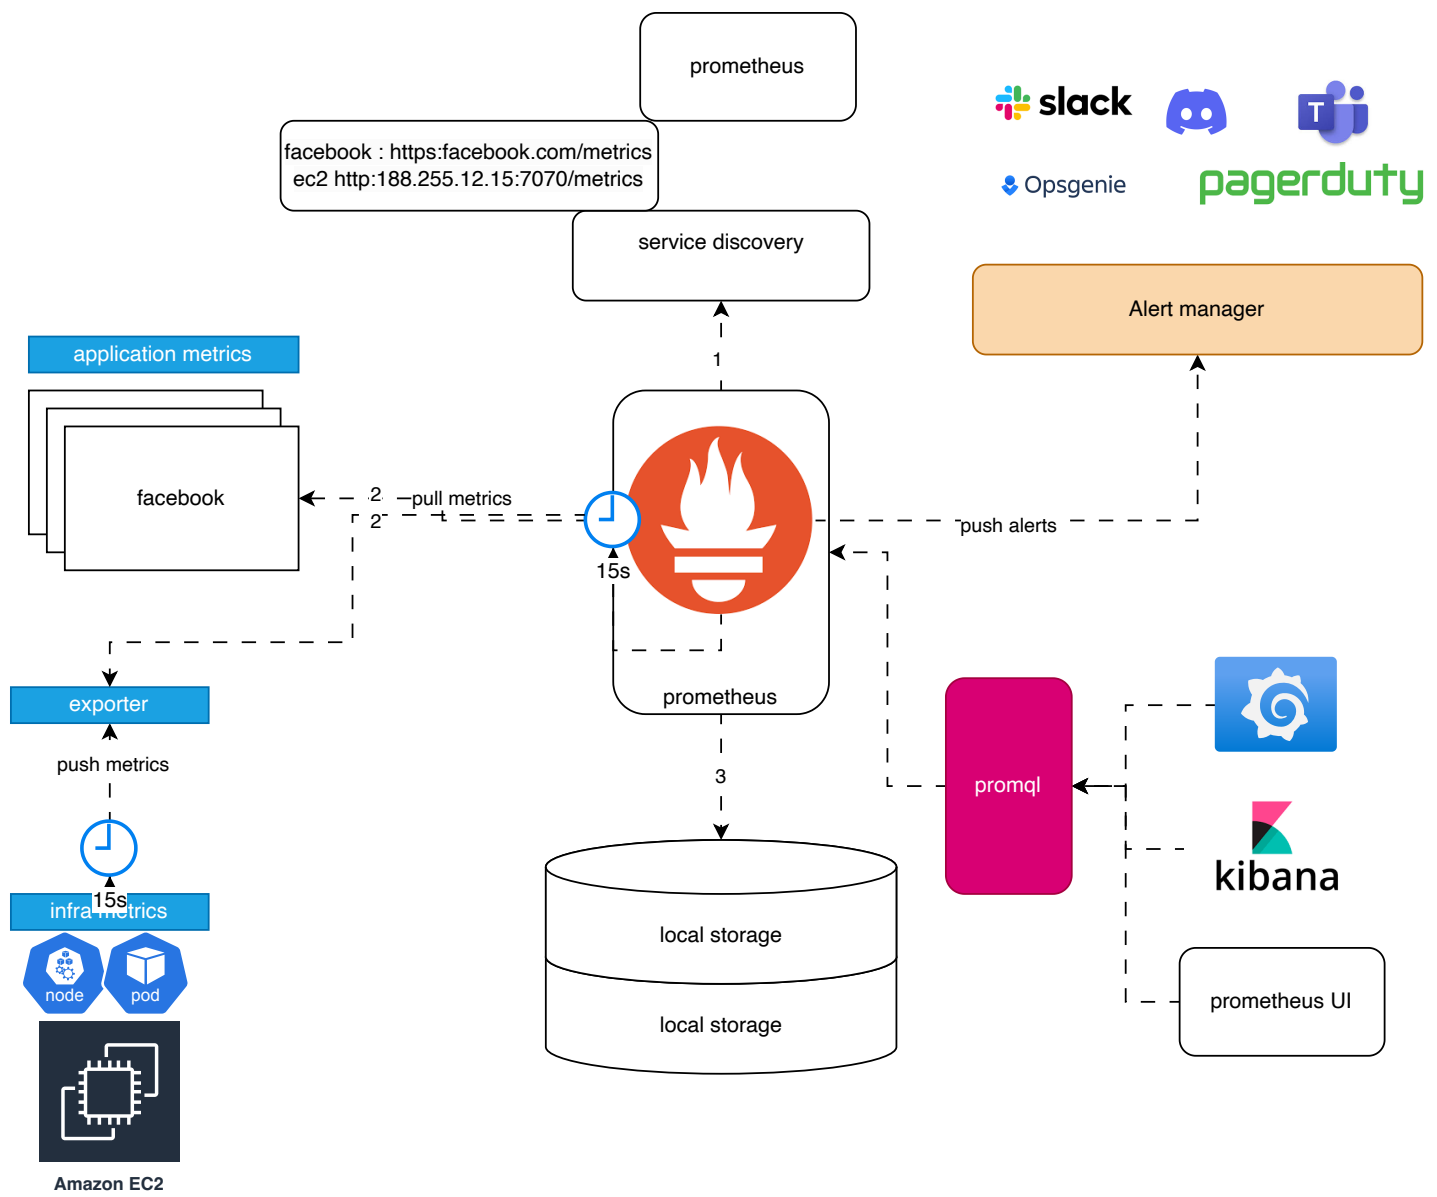 prometheus
facebook : https:facebook.com/metrics
ec2 http:188.255.12.15:7070/metrics
service discovery
slack
T
Opsgenie
pagerduty
Alert manager
1
application metrics
facebook
2
pull metrics
2
15s
push alerts
prometheus
exporter
push metrics
15s
infra metrics
node
pod
Amazon EC2
3
local storage
local storage
promql
kibana
prometheus UI